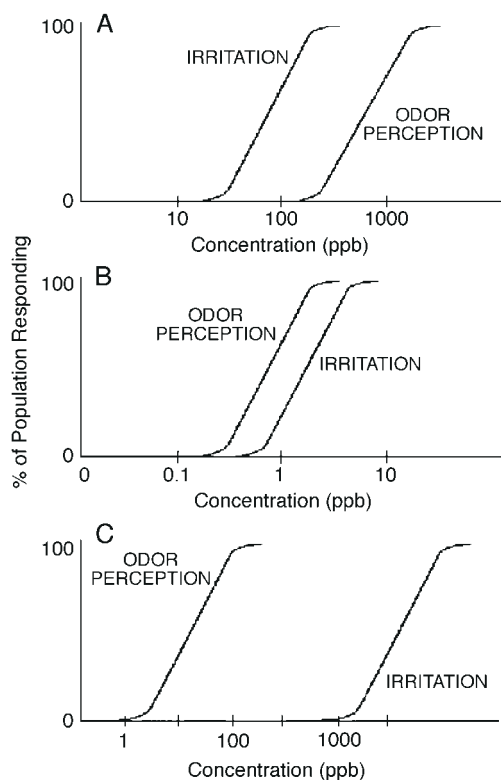 % of Population Responding
A
100
IRRITATION
ODOR
PERCEPTION
0
10
100
1000
Concentration (ppb)
B
100
ODOR
PERCEPTION
IRRITATION
0
0
0.1
1
10
Concentration (ppb)
C
100
ODOR
PERCEPTION
IRRITATION
0
1
100
1000
Concentration (ppb)